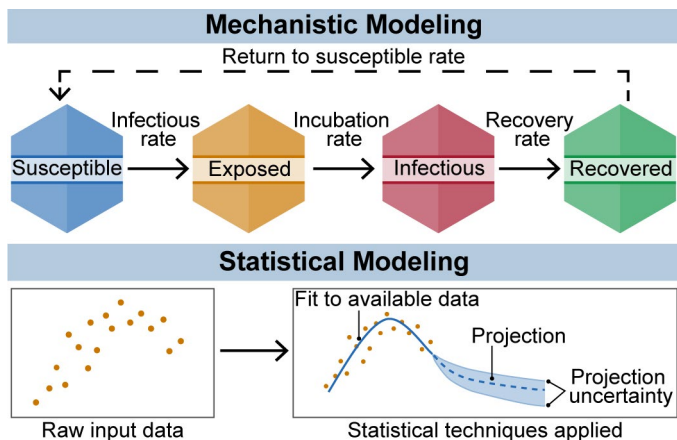 Mechanistic Modeling
Return to susceptible rate
Infectious
rate
Incubation
rate
Recovery
rate
Susceptible
Exposed
Infectious
Recovered
Statistical Modeling
Fit to available data
Projection
Projection
uncertainty
Raw input data
Statistical techniques applied